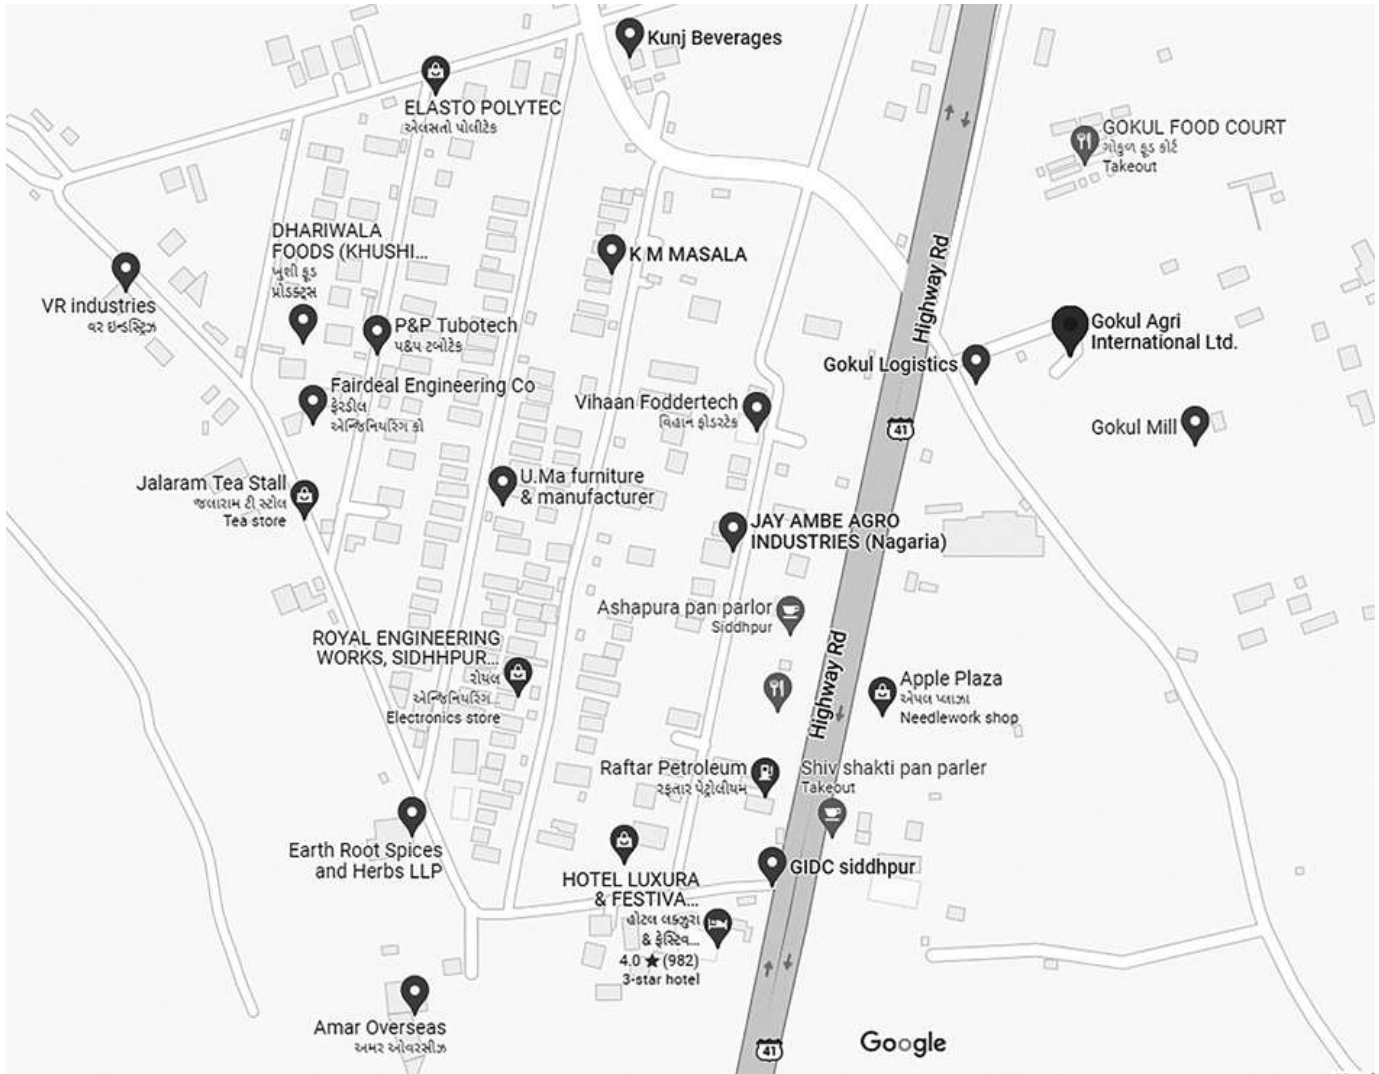 Kunj Beverages
ELASTO POLYTEC
એલસતો પોલીટેક
GOKUL FOOD COURT
ગોકુળ ફૂડ કોર્ટ
Takeout
DHARIWALA
FOODS (KHUSHI...
ખુશી ફૂડ
પ્રોડક્ટ્સ
K M MASALA
Highway Rd
VR industries
વર ઇન્ડસ્ટ્રિઝ
P&P Tubotech
પ&પ ટબોટેક
Gokul Agri
International Ltd.
Gokul Logistics
Fairdeal Engineering Co
ફેરડીલ
એન્જિનિયરિંગ કો
Vihaan Foddertech
વિહાન ફોડરટેક
41
Gokul Mill
Jalaram Tea Stall
જલારામ ટી સ્ટોલ
Tea store
U.Ma furniture
& manufacturer
JAY AMBE AGRO
INDUSTRIES (Nagaria)
Ashapura pan parlor
Siddhpur
ROYAL ENGINEERING
WORKS, SIDHHPUR...
રોયલ
એન્જિનિયરિંગ...
Electronics store
Highway Rd
Apple Plaza
એપલ પ્લાઝા
Needlework shop
Raftar Petroleum
રફતાર પેટ્રોલીયમ
Shiv shakti pan parler
Takeout
Earth Root Spices
and Herbs LLP
GIDC siddhpur
HOTEL LUXURA
& FESTIVA...
હોટલ લક્ઝુરા
& ફેસ્ટિવ...
4.0 ★ (982)
3-star hotel
Amar Overseas
અમર ઓવરસીઝ
Google
41